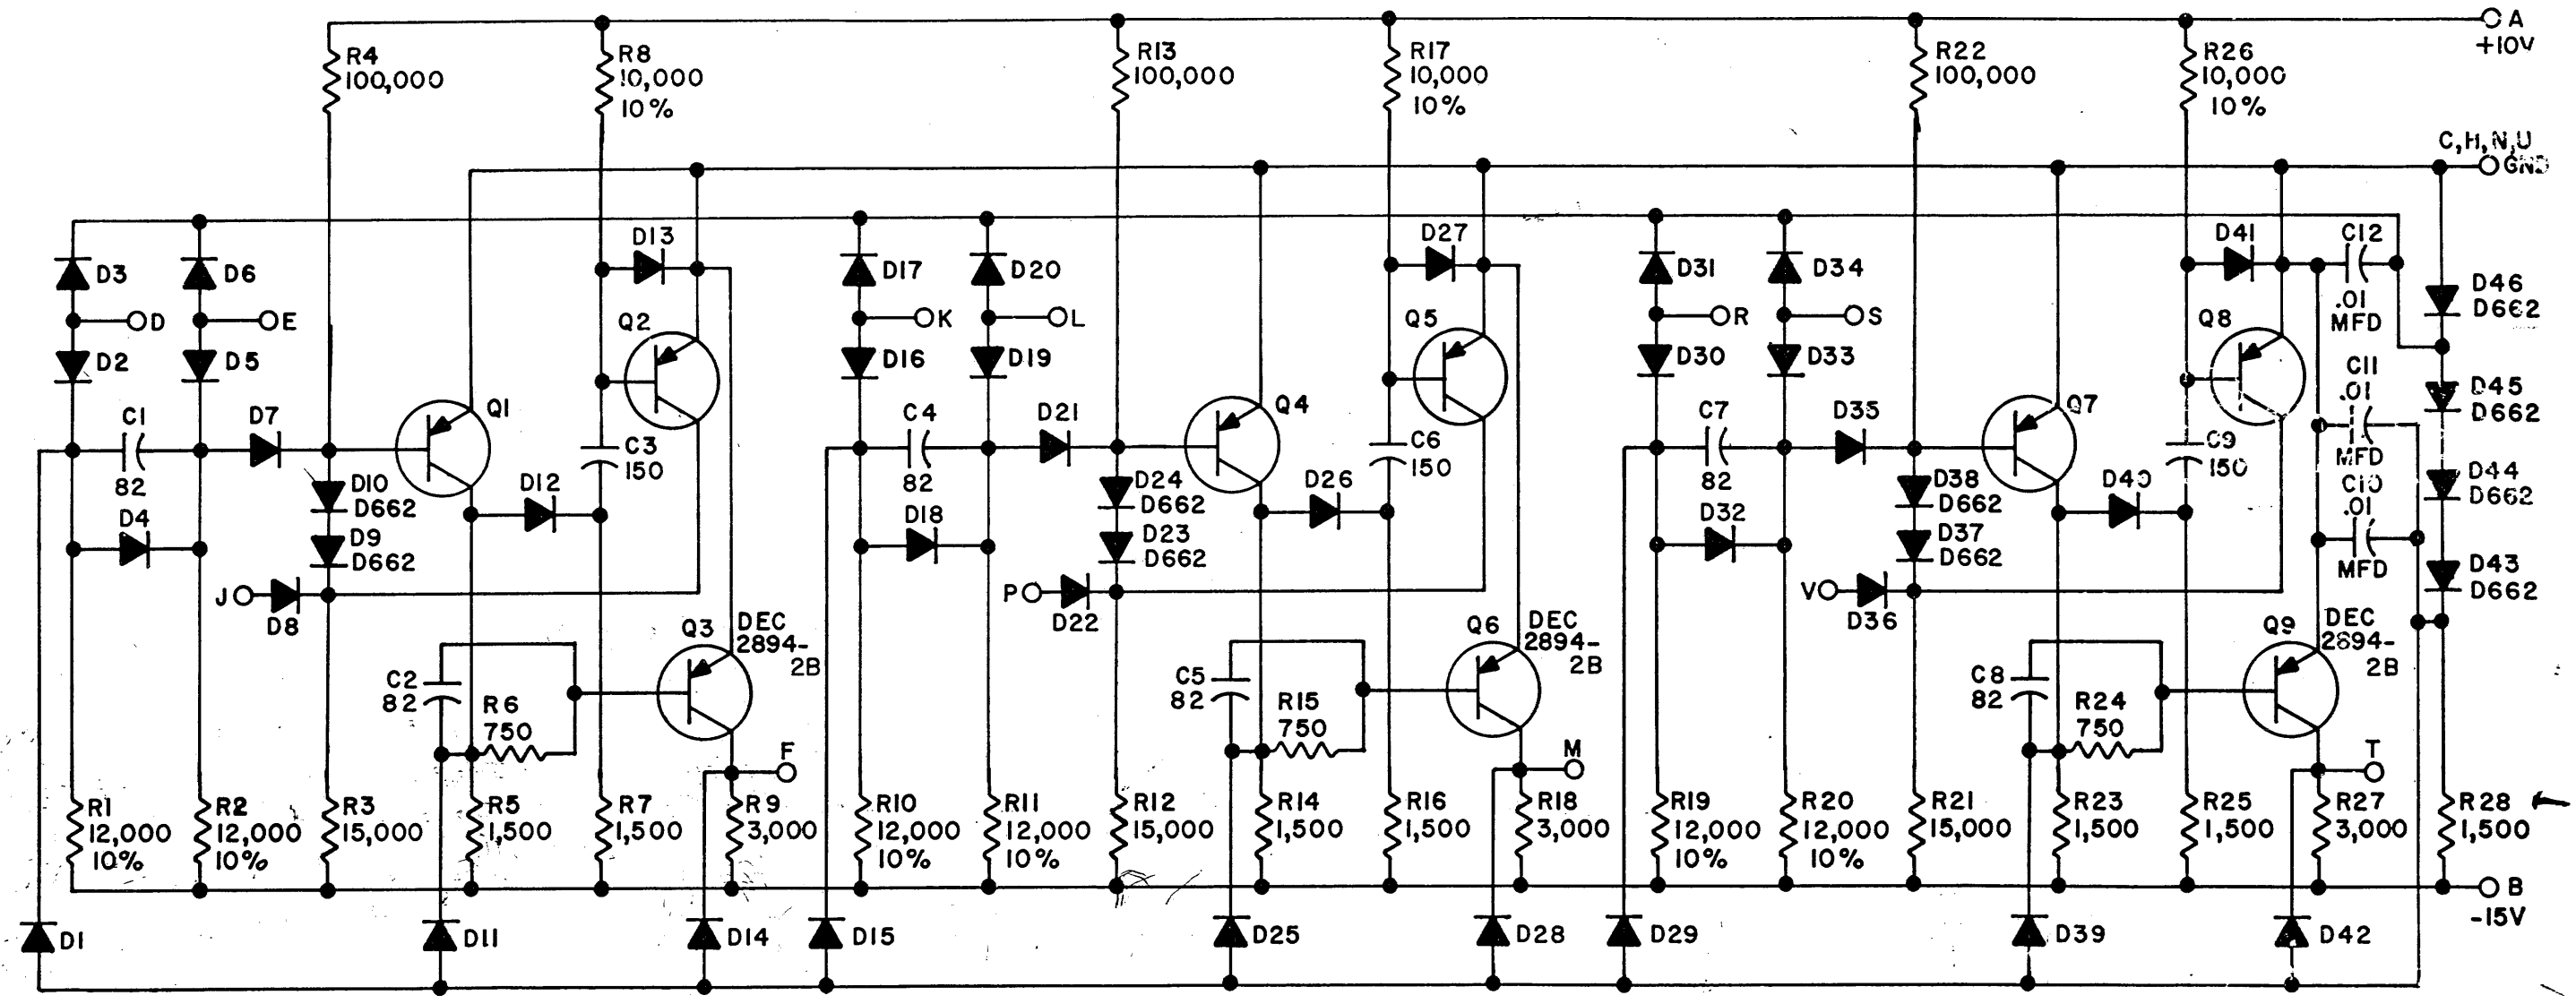 R4
100,000
R8
10,000
10%
R13
100,000
R17
10,000
10%
R22
100,000
R26
10,000
10%
A
+10V
C,H,N,U
GND
D3
D6
D13
D17
D20
D27
D31
D34
D41
C12
.01
MFD
D46
D662
D
E
Q2
K
L
Q5
R
S
Q8
D2
D5
D16
D19
D30
D33
C11
.01
MFD
D45
D662
C1
82
D7
Q1
C3
150
C4
82
D21
Q4
C6
150
C7
82
D35
Q7
C9
150
D4
D10
D662
D12
D18
D24
D662
D26
D32
D38
D662
D40
C10
.01
MFD
D44
D662
D9
D662
D23
D662
D37
D662
D43
D662
J
D8
P
D22
V
D36
Q3
DEC
2894-
2B
Q6
DEC
2894-
2B
Q9
DEC
2894-
2B
C2
82
R6
750
C5
82
R15
750
C8
82
R24
750
F
M
T
R1
12,000
10%
R2
12,000
10%
R3
15,000
R5
1,500
R7
1,500
R9
3,000
R10
12,000
10%
R11
12,000
10%
R12
15,000
R14
1,500
R16
1,500
R18
3,000
R19
12,000
10%
R20
12,000
10%
R21
15,000
R23
1,500
R25
1,500
R27
3,000
R28
1,500
B
-15V
D1
D11
D14
D15
D25
D28
D29
D39
D42